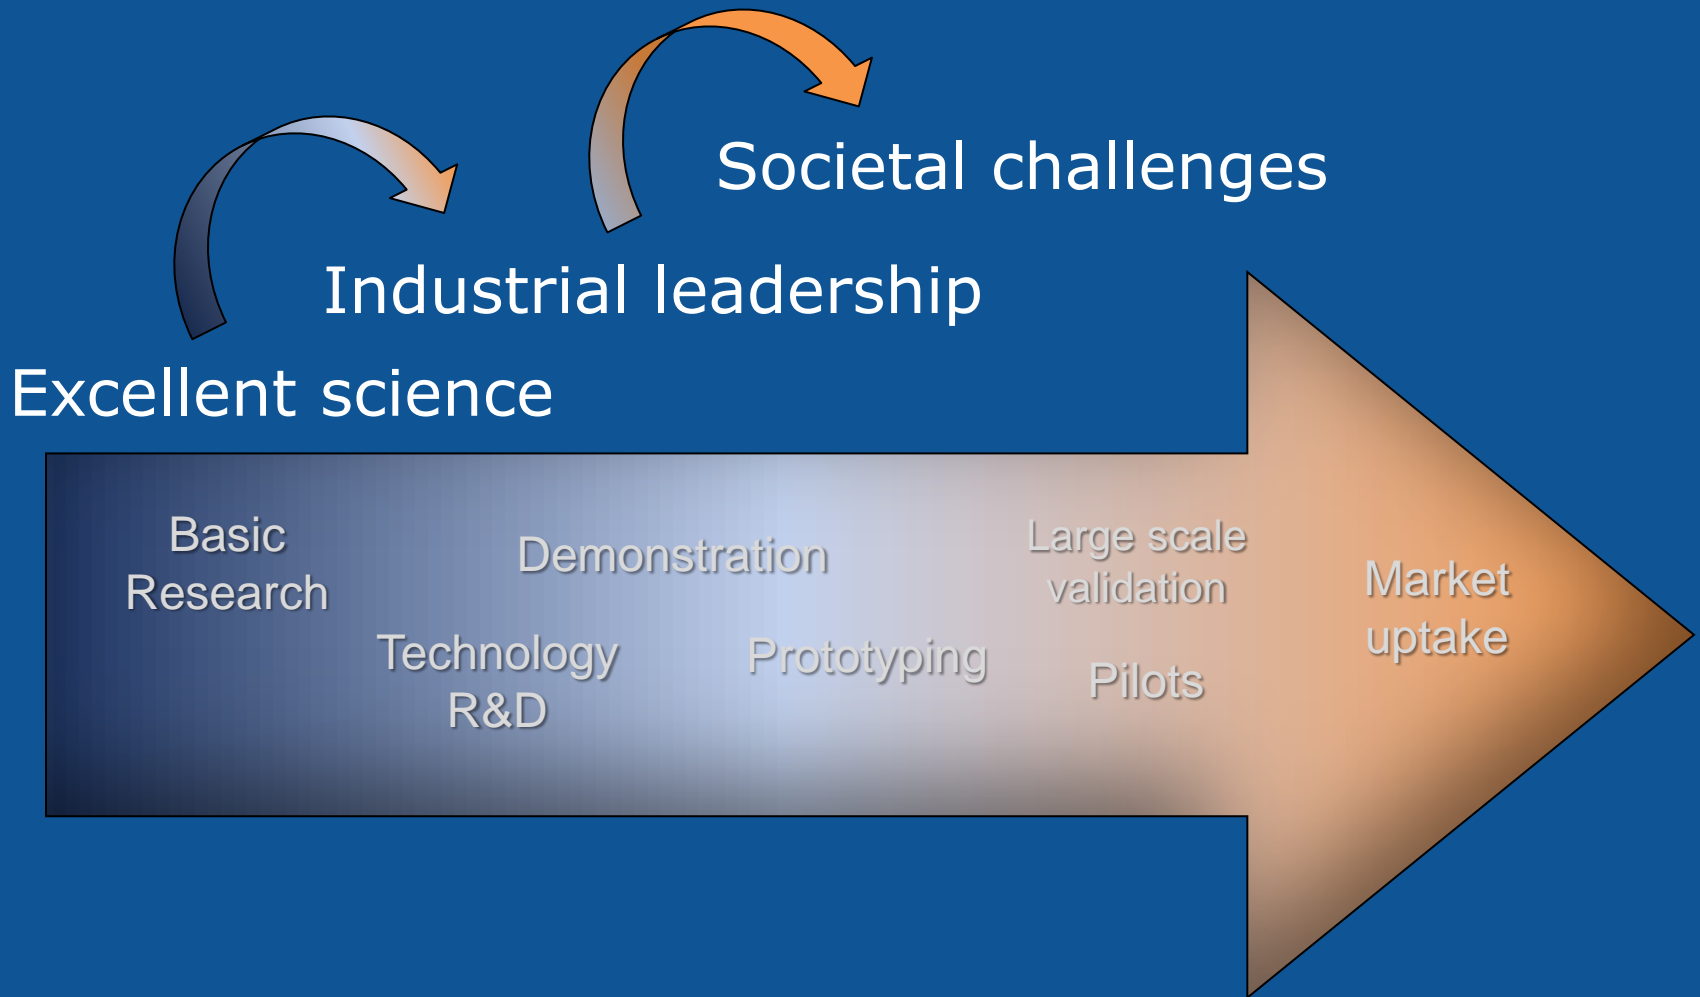 Societal challenges
Industrial leadership
Excellent science
Basic
Research
Technology
R&D
Demonstration
Prototyping
Large scale
validation
Pilots
Market
uptake